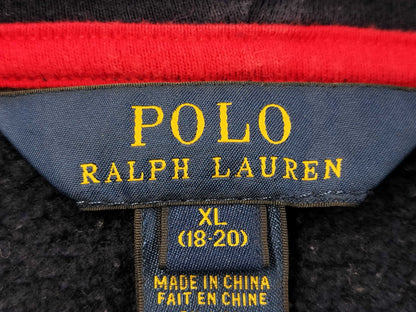 POLO
RALPH LAUREN
XL
(18-20)
MADE IN CHINA
FAIT EN CHINE